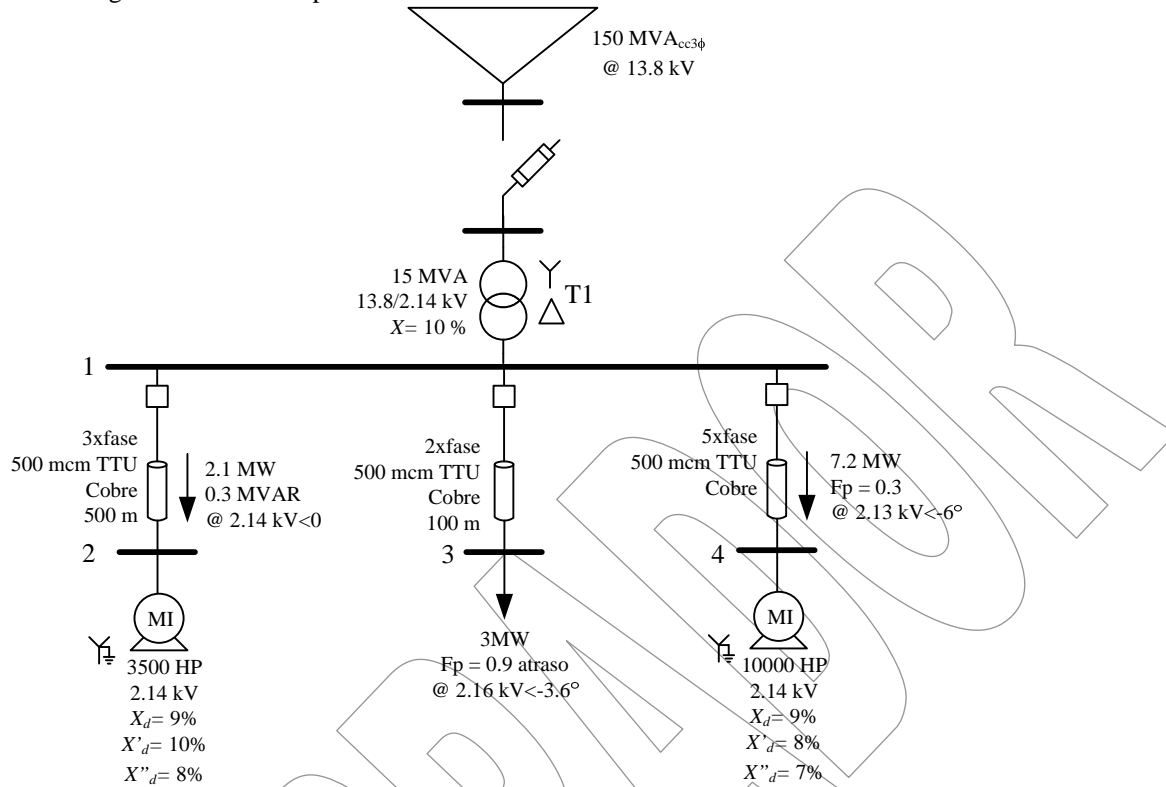 150 MVAcc3ϕ
@ 13.8 kV
15 MVA
13.8/2.14 kV
X= 10 %
T1
1
3xfase
500 mcm TTU
Cobre
500 m
2.1 MW
0.3 MVAR
@ 2.14 kV<0
2xfase
500 mcm TTU
Cobre
100 m
5xfase
500 mcm TTU
Cobre
7.2 MW
Fp = 0.3
@ 2.13 kV<-6°
2
3
4
MI
3500 HP
2.14 kV
Xd= 9%
X'd= 10%
X"d= 8%
3MW
Fp = 0.9 atraso
@ 2.16 kV<-3.6°
MI
10000 HP
2.14 kV
Xd= 9%
X'd= 8%
X"d= 7%